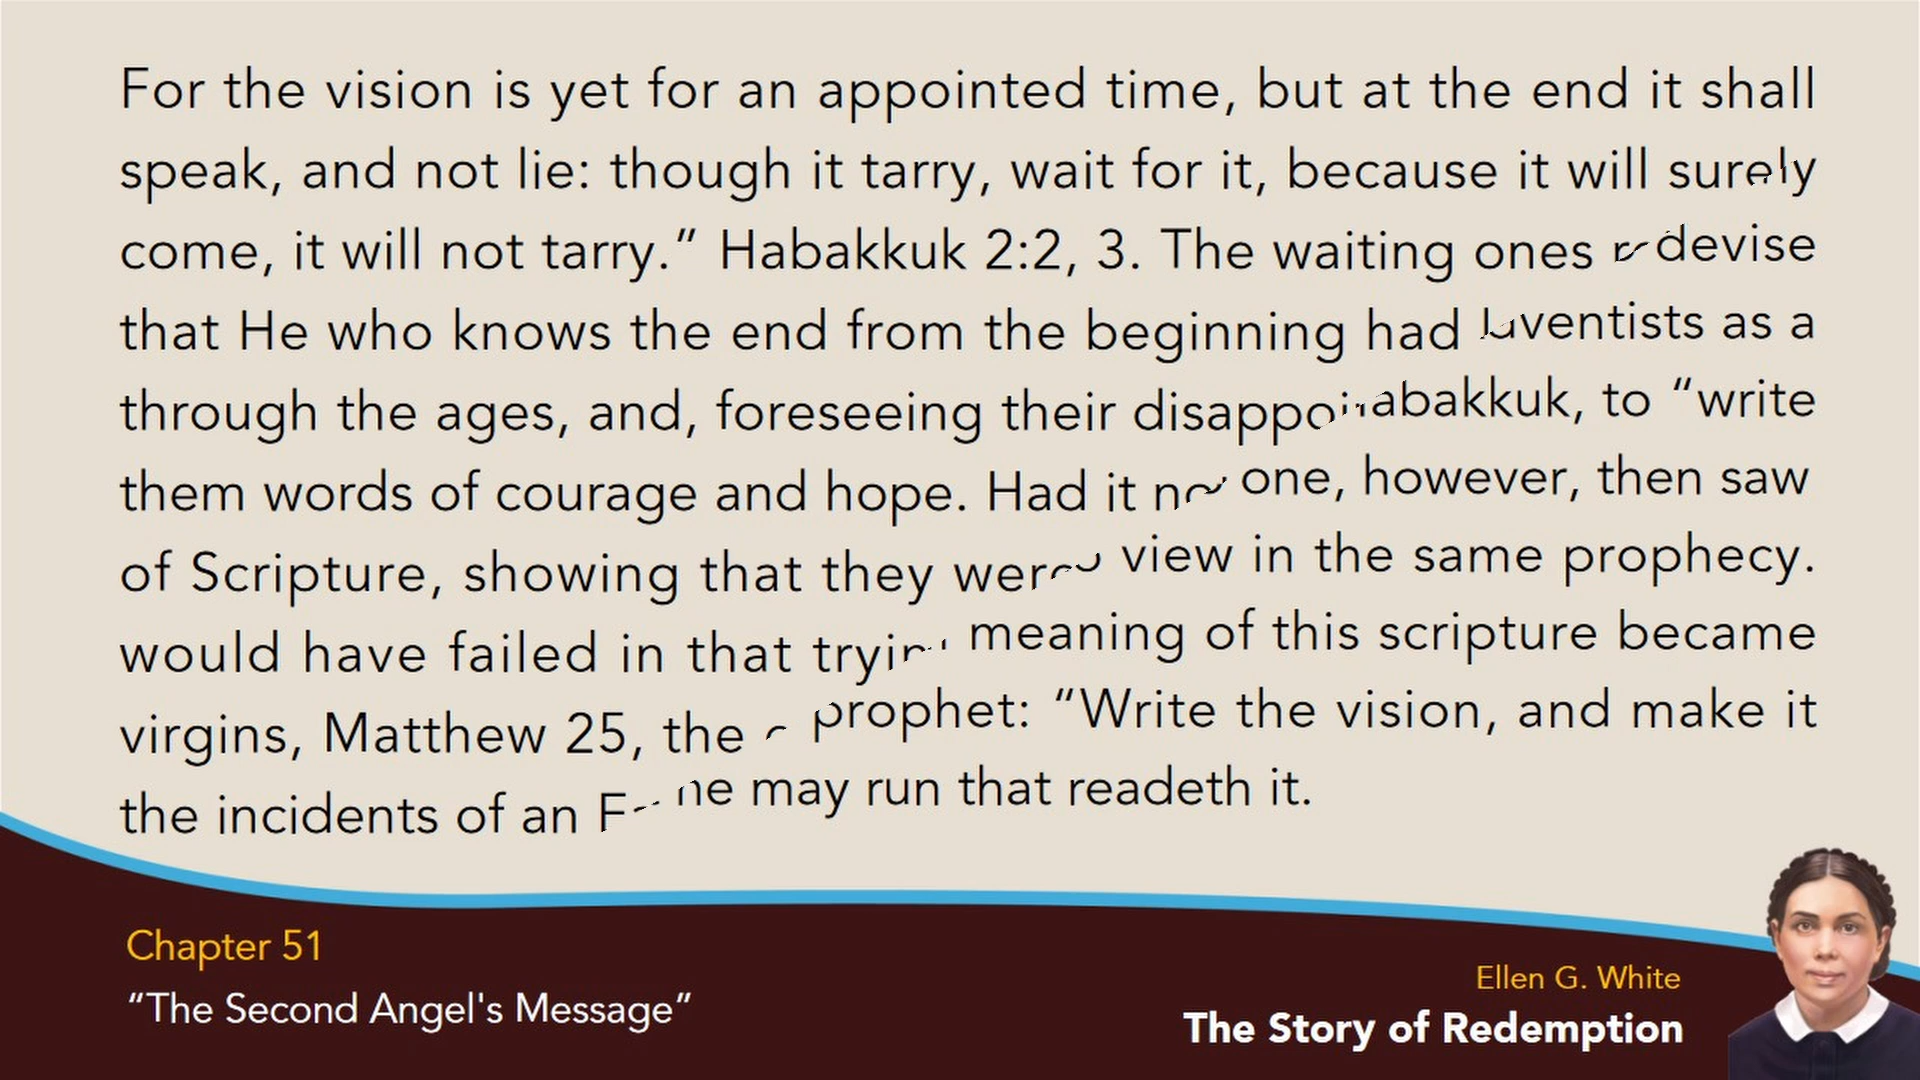 For the vision is yet for an appointed time, but at the end it shall
speak, and not lie: though it tarry, wait for it, because it will surely
come, it will not tarry.” Habakkuk 2:2, 3. The waiting ones devise
that He who knows the end from the beginning had as a
through the ages, and, foreseeing their to “write
them words of courage and hope. Had it one, however, then saw
of Scripture, showing that they view in the same prophecy.
would have failed in that meaning of this scripture became
virgins, Matthew 25, the prophet: “Write the vision, and make it
the incidents of an may run that readeth it.
Chapter 51
“The Second Angel's Message”
Ellen G. White
The Story of Redemption